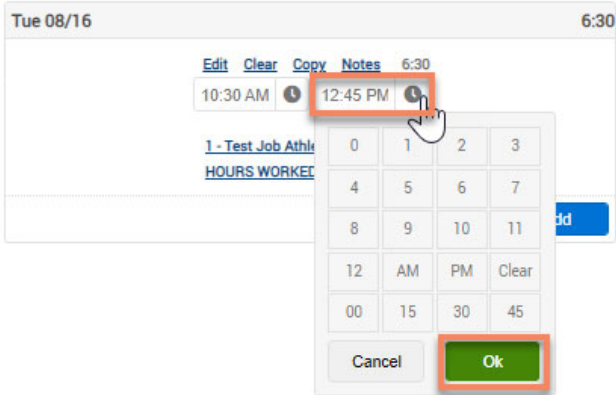 Tue 08/16 6:30
Edit Clear Copy Notes 6:30
10:30 AM 12:45 PM
1 - Test Job Athle
HOURS WORKED
0 1 2 3
4 5 6 7
8 9 10 11
12 AM PM Clear
00 15 30 45
Cancel Ok